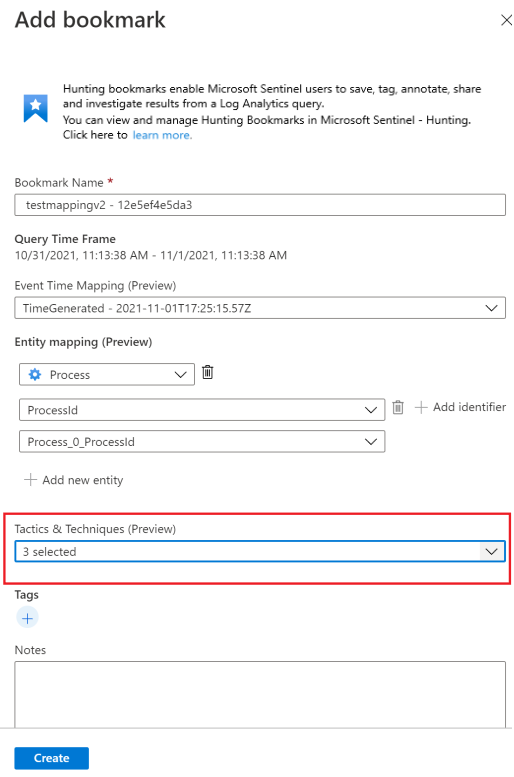 Add bookmark
Hunting bookmarks enable Microsoft Sentinel users to save, tag, annotate, share
and investigate results from a Log Analytics query.
You can view and manage Hunting Bookmarks in Microsoft Sentinel - Hunting.
Click here to learn more.
Bookmark Name *
testmappingv2 - 12e5ef4e5da3
Query Time Frame
10/31/2021, 11:13:38 AM - 11/1/2021, 11:13:38 AM
Event Time Mapping (Preview)
TimeGenerated - 2021-11-01T17:25:15.57Z
Entity mapping (Preview)
Process
ProcessId
Add identifier
Process_0_ProcessId
Add new entity
Tactics & Techniques (Preview)
3 selected
Tags
Notes
Create